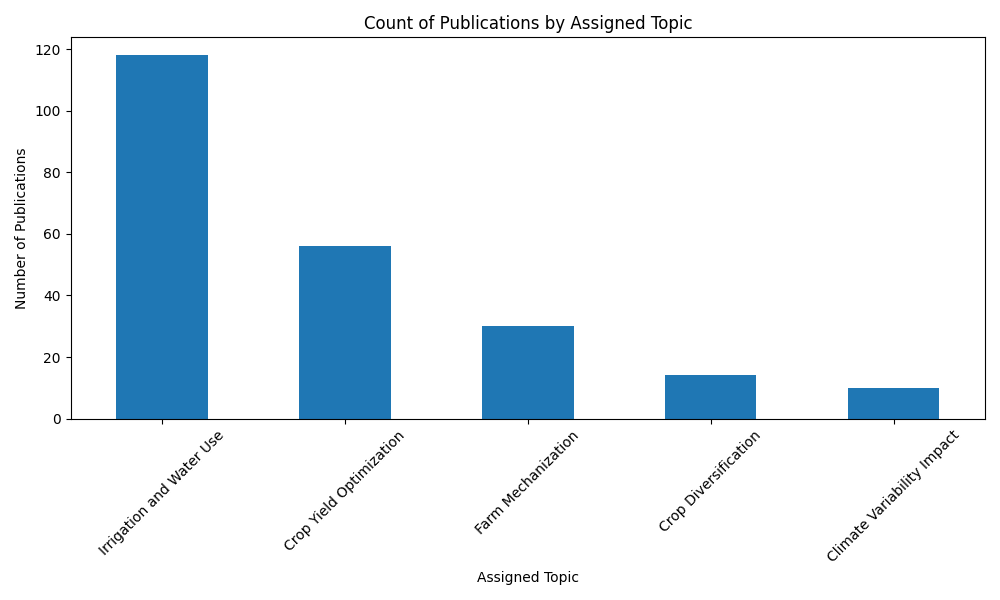 Count of Publications by Assigned Topic
Number of Publications
120
100
80
60
40
20
0
Irrigation and Water Use
Crop Yield Optimization
Farm Mechanization
Crop Diversification
Climate Variability Impact
Assigned Topic